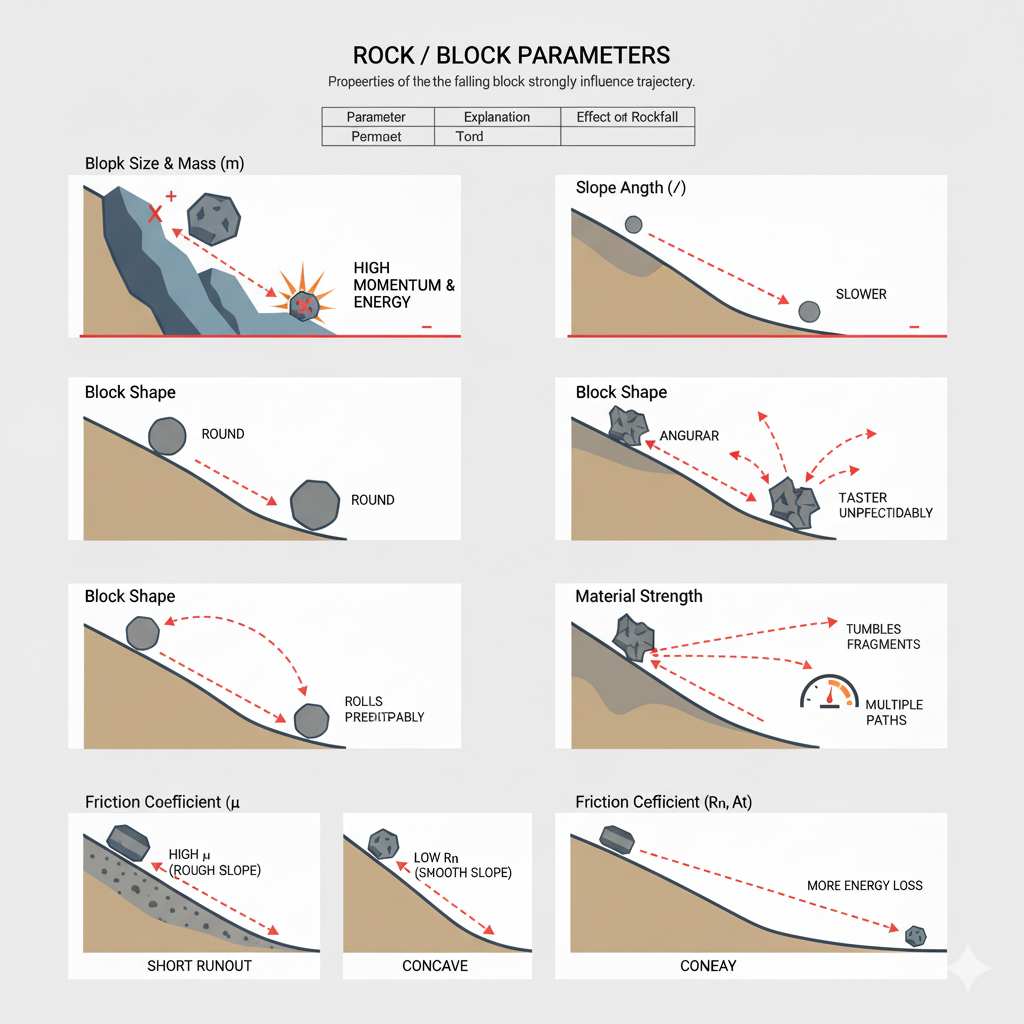 ROCK / BLOCK PARAMETERS
Propeerties of the the falling block strongly influence trajectery.
Parameter Explanation Effect of Rockfall
Permaet Tord
Blopk Size & Mass (m)
+
X
HIGH
MOMENTUM &
ENERGY
X
–
Slope Angth (/)
SLOWER
–
Block Shape
ROUND
ROUND
Block Shape
ANGURAR
TASTER
UNPFECTIDABLY
Block Shape
ROLLS
PREDITPABLY
Material Strength
TUMBLES
FRAGMENTS
MULTIPLE
PATHS
Friction Coefficient (μ
HIGH μ
(ROUGH SLOPE)
SHORT RUNOUT
LOW Rn
(SMOOTH SLOPE)
CONCAVE
Friction Cefficient (Rn, At)
MORE ENERGY LOSS
CONEAY